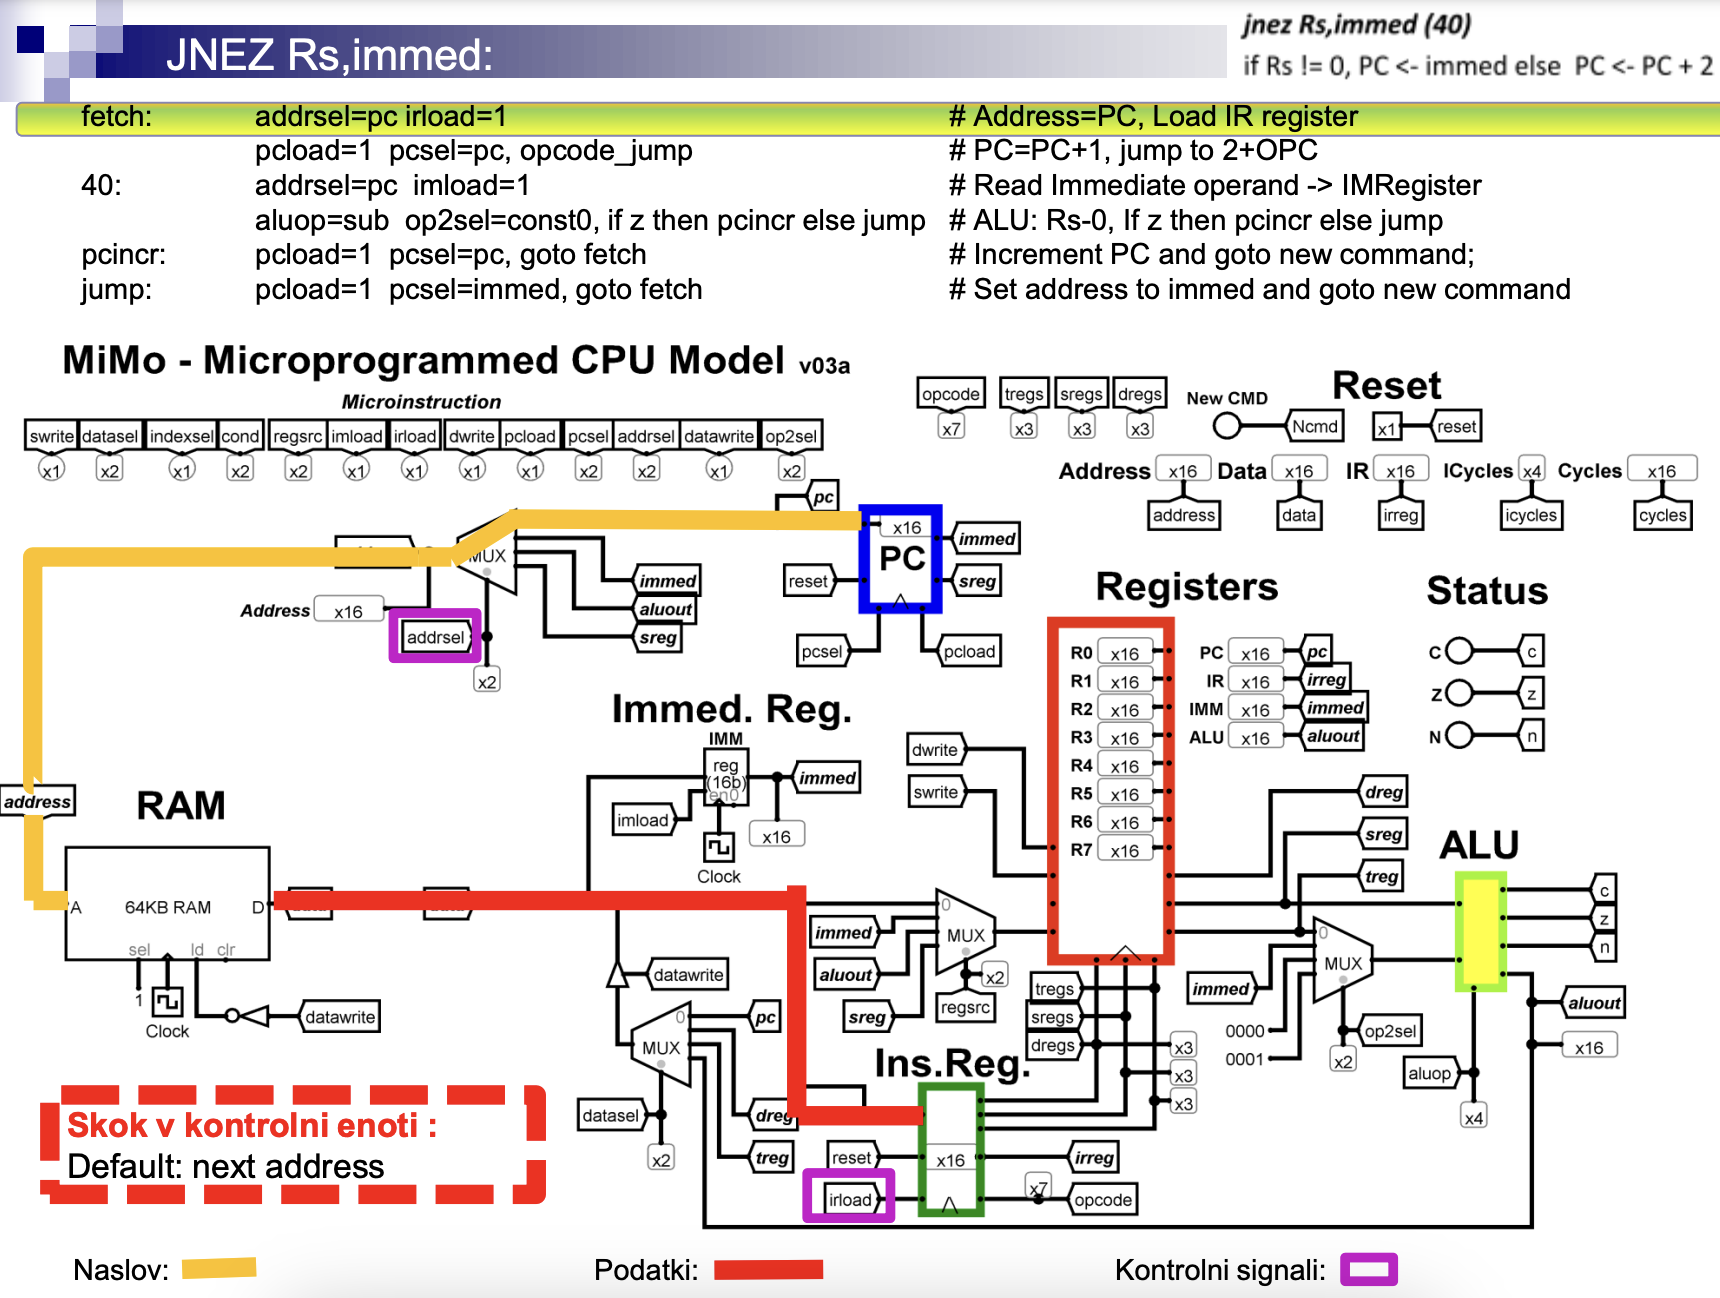 JNEZ Rs,immed:
jnez Rs,immed (40)
if Rs != 0, PC <- immed else PC <- PC + 2
fetch: addrsel=pc irload=1 # Address=PC, Load IR register
pcload=1 pcsel=pc, opcode_jump # PC=PC+1, jump to 2+OPC
40: addrsel=pc imload=1 # Read Immediate operand -> IMRegister
aluop=sub op2sel=const0, if z then pcincr else jump # ALU: Rs-0, If z then pcincr else jump
pcincr: pcload=1 pcsel=pc, goto fetch # Increment PC and goto new command;
jump: pcload=1 pcsel=immed, goto fetch # Set address to immed and goto new command
MiMo - Microprogrammed CPU Model v03a
Microinstruction
swrite datasel indexsel cond regsrc imload irload dwrite pcload pcsel addrsel datawrite op2sel
x1 x2 x1 x2 x2 x1 x1 x1 x1 x2 x2 x1 x2
opcode tregs sregs dregs
x7 x3 x3 x3
New CMD
Ncmd
Reset
x1 reset
Address x16 Data x16 IR x16 ICycles x4 Cycles x16
address data irreg icycles cycles
pc
MUX
immed
aluout
sreg
Address x16
addrsel
x2
x16
PC
immed
reset
sreg
pcsel
pcload
Registers
R0 x16
R1 x16
R2 x16
R3 x16
R4 x16
R5 x16
R6 x16
R7 x16
PC x16 pc
IR x16 irreg
IMM x16 immed
ALU x16 aluout
Status
C c
Z z
N n
Immed. Reg.
IMM
reg
(16b)
en0
immed
imload
x16
Clock
dwrite
swrite
address
RAM
A 64KB RAM D
sel ld clr
1
Clock
datawrite
datawrite
0
MUX
pc
dreg
treg
datasel
x2
0
MUX
immed
aluout
sreg
x2
regsrc
tregs
sregs
dregs
x3
x3
x3
dreg
sreg
treg
ALU
c
z
n
0
MUX
immed
0000
0001
op2sel
x2
aluop
x4
aluout
x16
Ins.Reg.
reset
x16
irreg
irload
x7
opcode
Skok v kontrolni enoti :
Default: next address
Naslov:
Podatki:
Kontrolni signali: